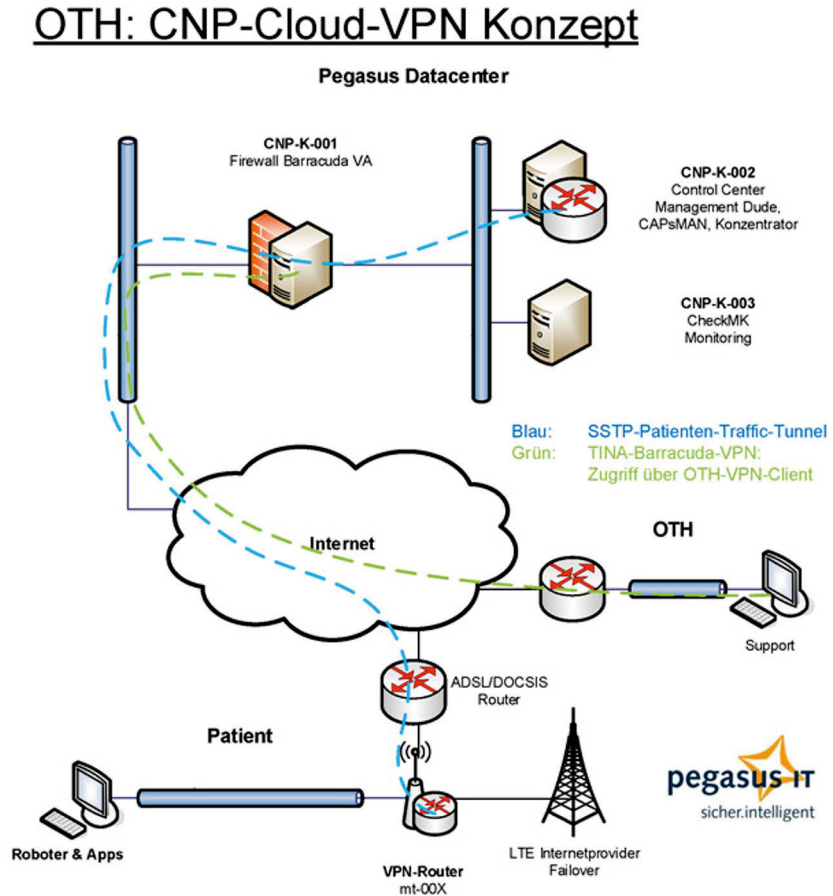 OTH: CNP-Cloud-VPN Konzept
Pegasus Datacenter
CNP-K-001
Firewall Barracuda VA
CNP-K-002
Control Center
Management Dude,
CAPsMAN, Konzentrator
CNP-K-003
CheckMK
Monitoring
Blau: SSTP-Patienten-Traffic-Tunnel
Grün: TINA-Barracuda-VPN:
Zugriff über OTH-VPN-Client
Internet
OTH
Support
ADSL/DOCSIS
Router
Patient
Roboter & Apps
VPN-Router
mt-00X
LTE Internetprovider
Failover
pegasus IT
sicher.intelligent